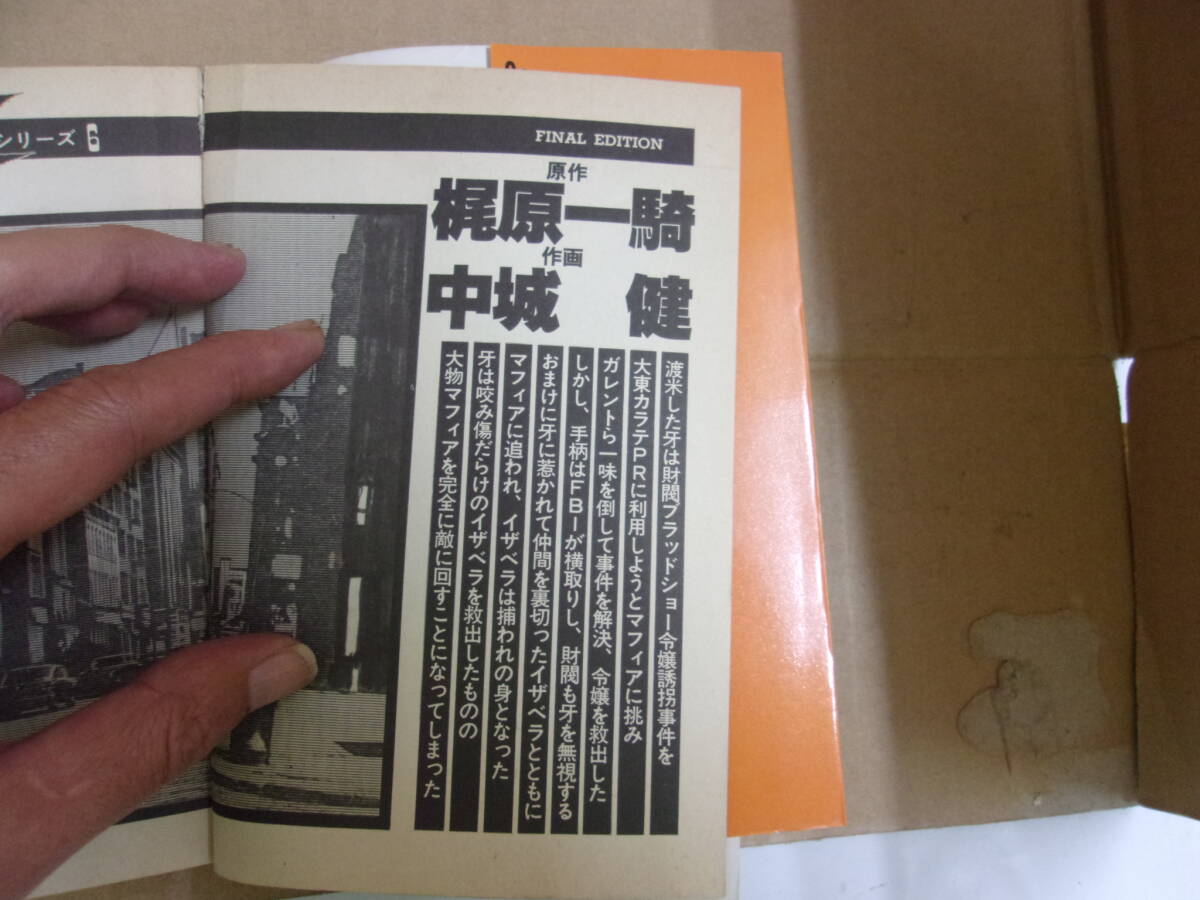 シリーズ6
FINAL EDITION
原作
梶原一騎
作画
中城 健
渡米した牙は財閥ブラッドショー令嬢誘拐事件を
大東カラテPRに利用しようとマフィアに挑み
ガレントら一味を倒して事件を解決、令嬢を救出した
しかし、手柄はFBIが横取りし、財閥も牙を無視する
おまけに牙に惹かれて仲間を裏切ったイザベラとともに
マフィアに追われ、イザベラは捕われの身となった
牙は咬み傷だらけのイザベラを救出したものの
大物マフィアを完全に敵に回すことになってしまった